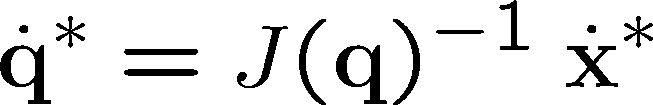 q̇* = J(q)⁻¹ ẋ*